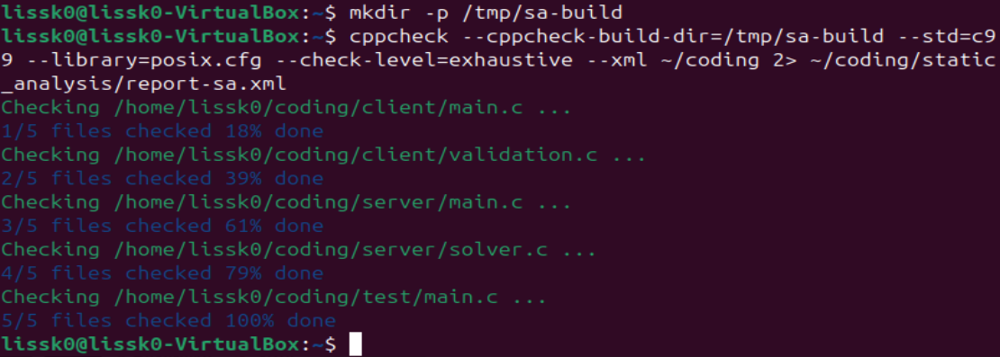 lissk0@lissk0-VirtualBox:~$ mkdir -p /tmp/sa-build
lissk0@lissk0-VirtualBox:~$ cppcheck --cppcheck-build-dir=/tmp/sa-build --std=c9
9 --library=posix.cfg --check-level=exhaustive --xml ~/coding 2> ~/coding/static
_analysis/report-sa.xml
Checking /home/lissk0/coding/client/main.c ...
1/5 files checked 18% done
Checking /home/lissk0/coding/client/validation.c ...
2/5 files checked 39% done
Checking /home/lissk0/coding/server/main.c ...
3/5 files checked 61% done
Checking /home/lissk0/coding/server/solver.c ...
4/5 files checked 79% done
Checking /home/lissk0/coding/test/main.c ...
5/5 files checked 100% done
lissk0@lissk0-VirtualBox:~$